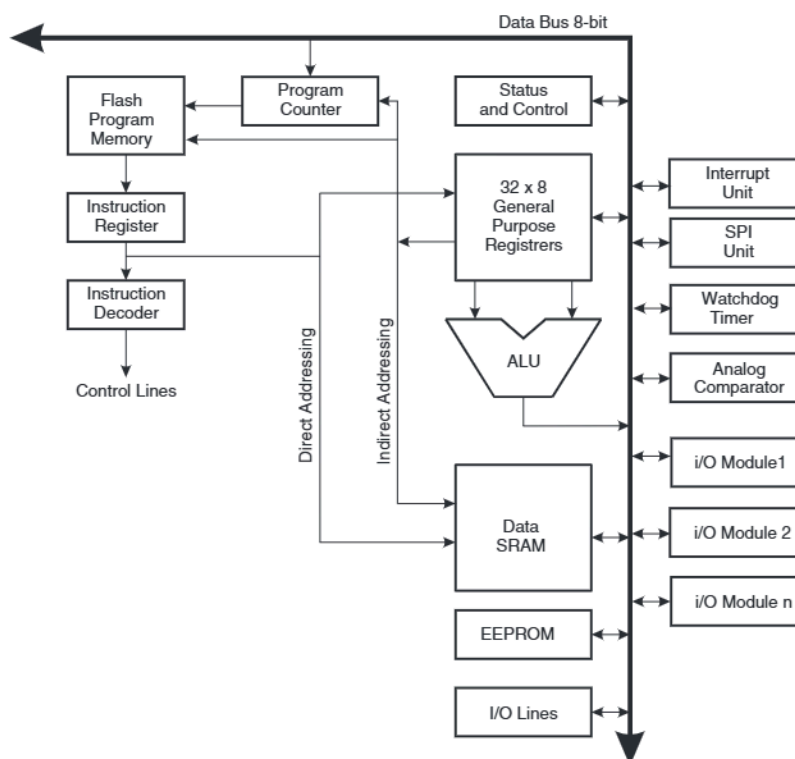 Data Bus 8-bit
Flash
Program
Memory
Program
Counter
Status
and Control
Interrupt
Unit
32 x 8
General
Purpose
Registrers
Instruction
Register
SPI
Unit
Instruction
Decoder
Watchdog
Timer
Control Lines
Direct Addressing
Indirect Addressing
ALU
Analog
Comparator
i/O Module1
Data
SRAM
i/O Module 2
i/O Module n
EEPROM
I/O Lines